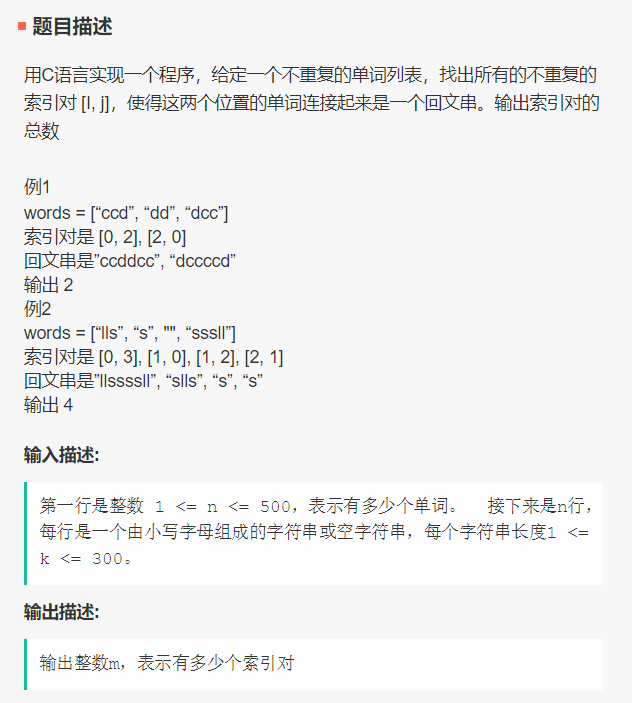 题目描述
用C语言实现一个程序，给定一个不重复的单词列表，找出所有的不重复的
索引对 [I, j]，使得这两个位置的单词连接起来是一个回文串。输出索引对的
总数
例1
words = [“ccd”, “dd”, “dcc”]
索引对是 [0, 2], [2, 0]
回文串是”ccddcc”, “dccccd”
输出 2
例2
words = [“lls”, “s”, "", “sssll”]
索引对是 [0, 3], [1, 0], [1, 2], [2, 1]
回文串是”llssssll”, “slls”, “s”, “s”
输出 4
输入描述:
第一行是整数 1 <= n <= 500，表示有多少个单词。 接下来是n行，
每行是一个由小写字母组成的字符串或空字符串，每个字符串长度1 <=
k <= 300。
输出描述:
输出整数m，表示有多少个索引对